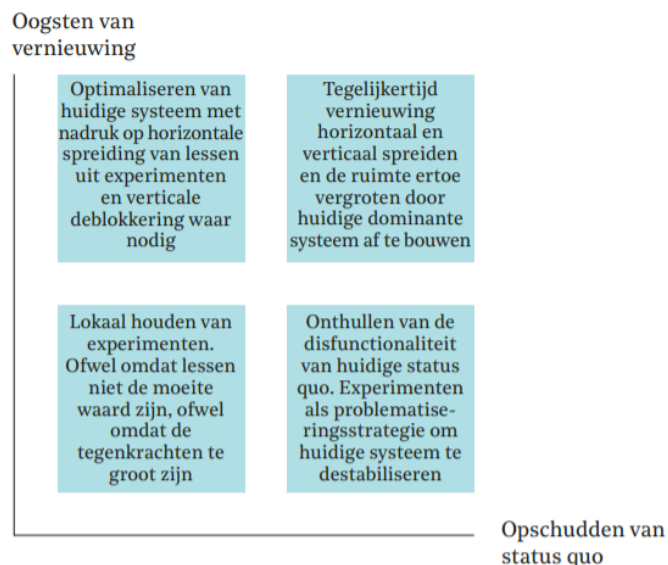 Oogsten van
vernieuwing
Optimaliseren van
huidige systeem met
nadruk op horizontale
spreiding van lessen
uit experimenten
en verticale
deblokkering waar
nodig
Tegelijkertijd
vernieuwing
horizontaal en
verticaal spreiden
en de ruimte ertoe
vergroten door
huidige dominante
systeem af te bouwen
Lokaal houden van
experimenten.
Ofwel omdat lessen
niet de moeite
waard zijn, ofwel
omdat de
tegenkrachten te
groot zijn
Onthullen van de
disfunctionaliteit
van huidige status
quo. Experimenten
als problematise-
ringsstrategie om
huidige systeem te
destabiliseren
Opschudden van
status quo